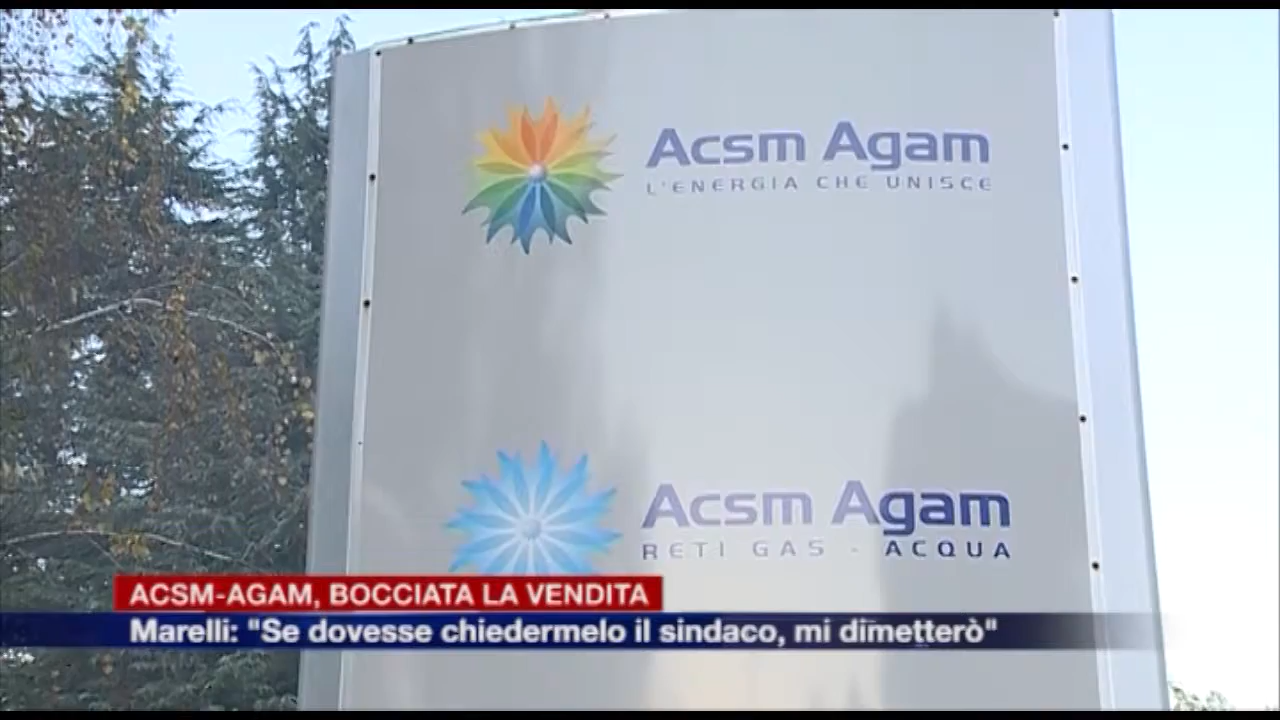 Acsm Agam
L'ENERGIA CHE UNISCE
Acsm Agam
RETI GAS - ACQUA
ACSM-AGAM, BOCCIATA LA VENDITA
Marelli: "Se dovesse chiedermelo il sindaco, mi dimetterò"